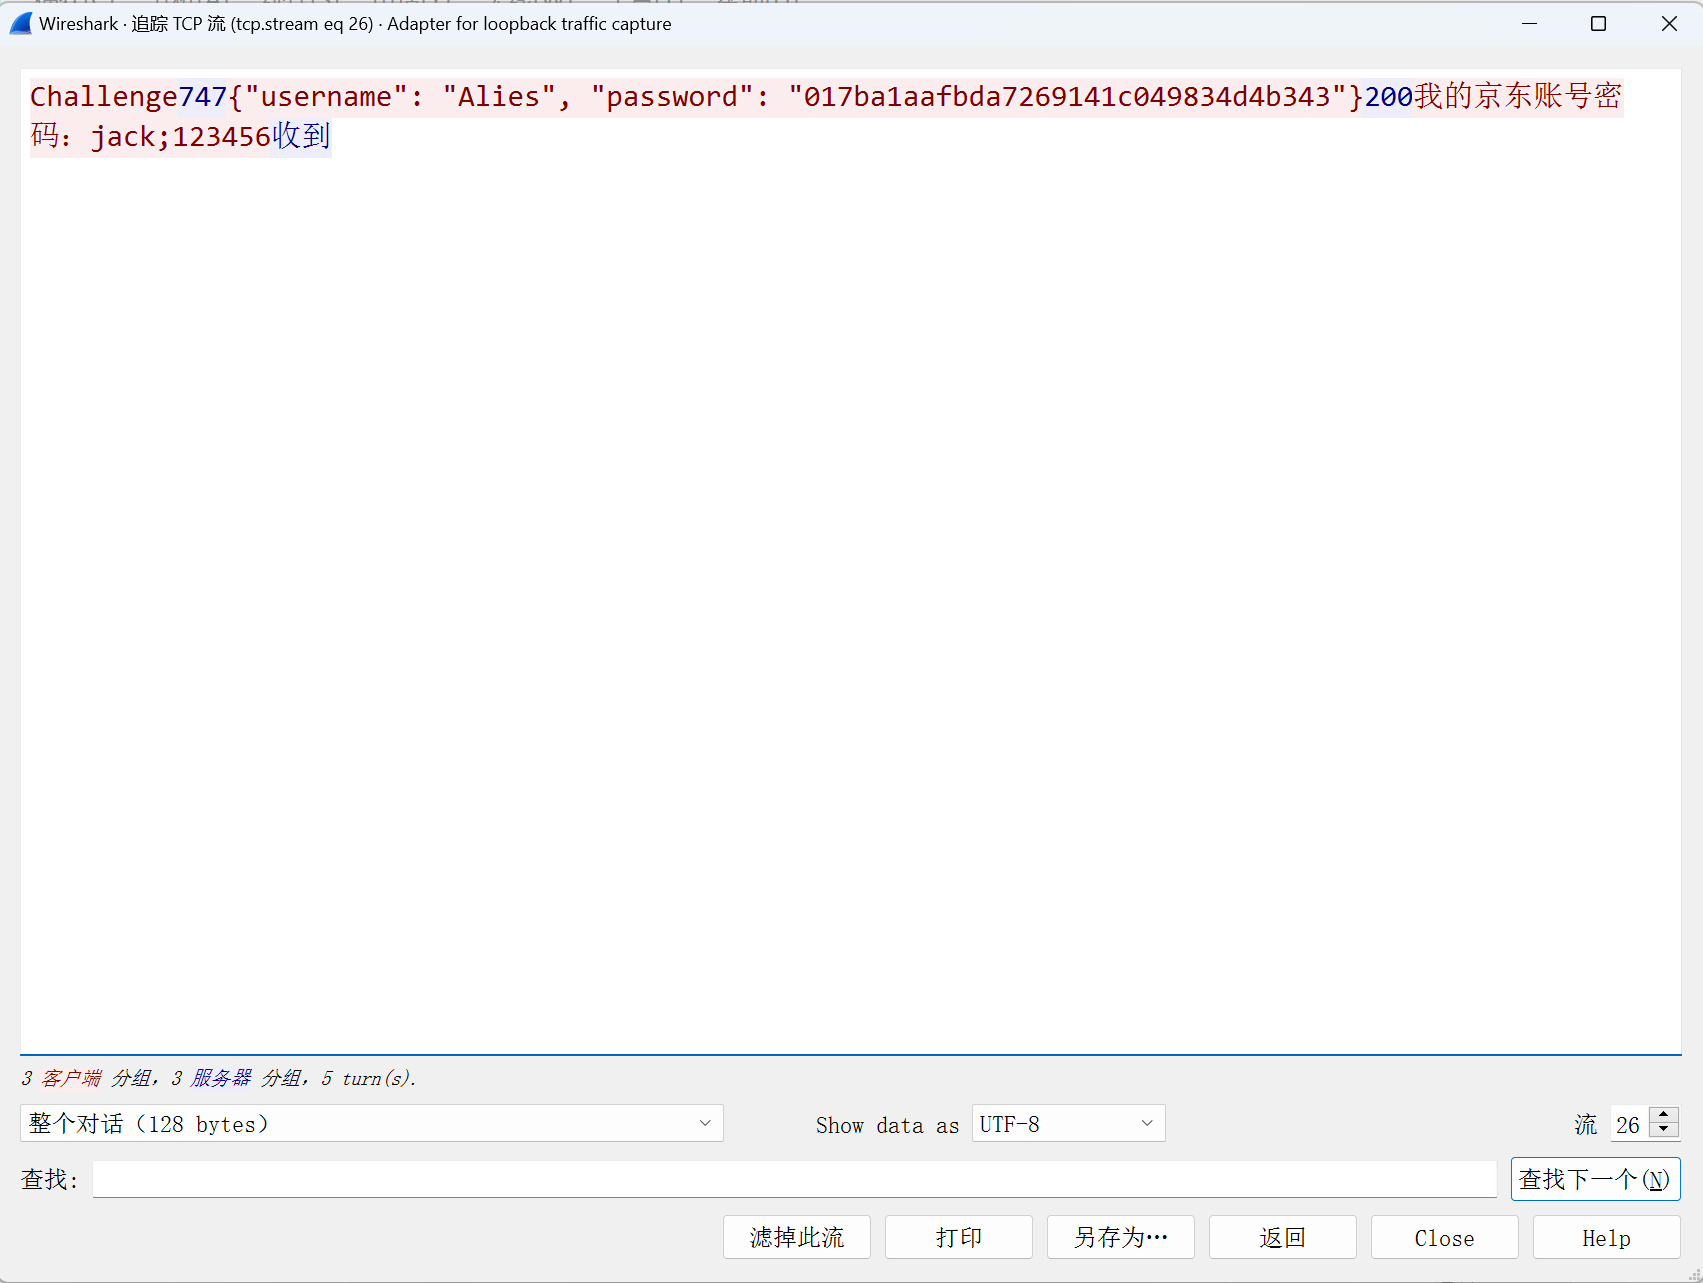 Wireshark · 追踪 TCP 流 (tcp.stream eq 26) · Adapter for loopback traffic capture
Challenge747{"username": "Alies", "password": "017ba1aafbda7269141c049834d4b343"}200我的京东账号密
码：jack;123456收到
3 客户端 分组，3 服务器 分组，5 turn(s).
整个对话（128 bytes）
Show data as UTF-8
流 26
查找:
查找下一个(N)
滤掉此流 打印 另存为… 返回 Close Help